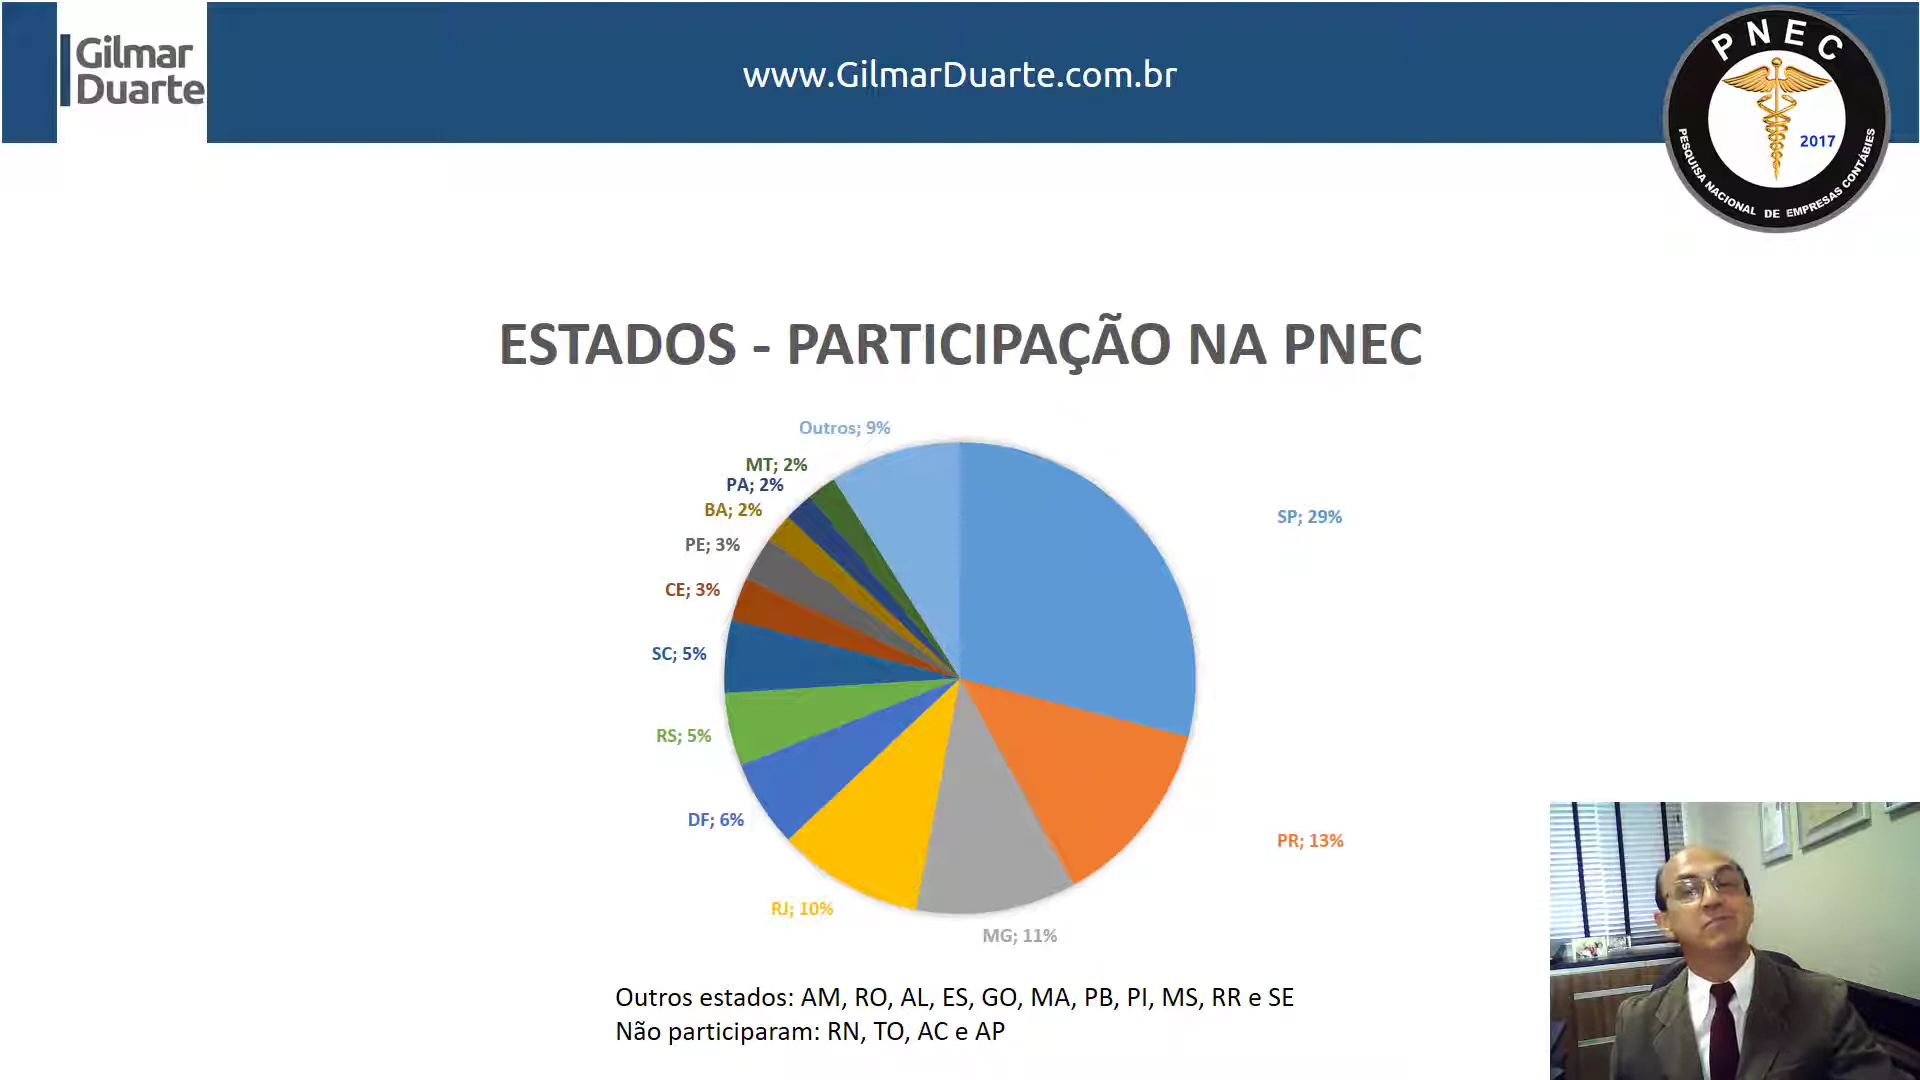 Gilmar
Duarte
www.GilmarDuarte.com.br
PNEC
2017
PESQUISA NACIONAL DE EMPRESAS CONTÁBIES
ESTADOS - PARTICIPAÇÃO NA PNEC
Outros; 9%
MT; 2%
PA; 2%
BA; 2%
SP; 29%
PE; 3%
CE; 3%
SC; 5%
RS; 5%
DF; 6%
PR; 13%
RJ; 10%
MG; 11%
Outros estados: AM, RO, AL, ES, GO, MA, PB, PI, MS, RR e SE
Não participaram: RN, TO, AC e AP